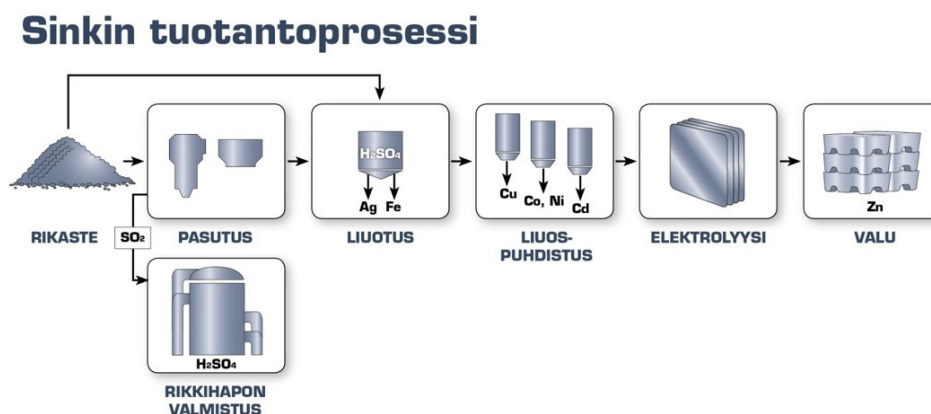 Sinkin tuotantoprosessi
RIKASTE
SO₂
PASUTUS
H₂SO₄
Ag Fe
LIUOTUS
Cu
Co, Ni
Cd
LIUOS-
PUHDISTUS
ELEKTROLYYSI
Zn
VALU
H₂SO₄
RIKKIHAPON
VALMISTUS